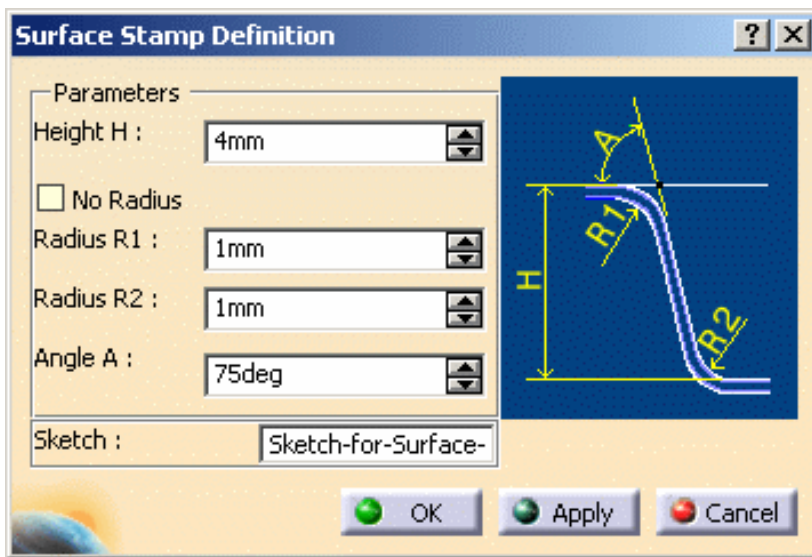 Surface Stamp Definition
Parameters
Height H : 4mm
No Radius
Radius R1 : 1mm
Radius R2 : 1mm
Angle A : 75deg
Sketch : Sketch-for-Surface-
A
R1
H
R2
OK Apply Cancel